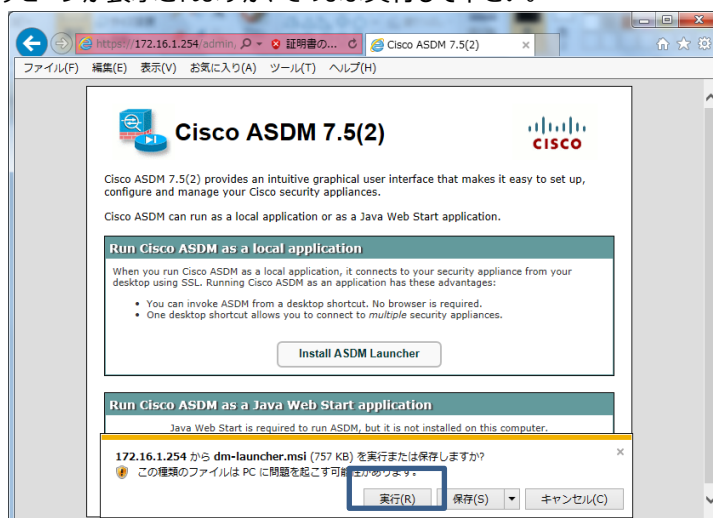 https://172.16.1.254/admin, 証明書の... Cisco ASDM 7.5(2)
ファイル(F) 編集(E) 表示(V) お気に入り(A) ツール(T) ヘルプ(H)
Cisco ASDM 7.5(2)
CISCO
Cisco ASDM 7.5(2) provides an intuitive graphical user interface that makes it easy to set up,
configure and manage your Cisco security appliances.
Cisco ASDM can run as a local application or as a Java Web Start application.
Run Cisco ASDM as a local application
When you run Cisco ASDM as a local application, it connects to your security appliance from your
desktop using SSL. Running Cisco ASDM as an application has these advantages:
• You can invoke ASDM from a desktop shortcut. No browser is required.
• One desktop shortcut allows you to connect to multiple security appliances.
Install ASDM Launcher
Run Cisco ASDM as a Java Web Start application
Java Web Start is required to run ASDM, but it is not installed on this computer.
172.16.1.254 から dm-launcher.msi (757 KB) を実行または保存しますか?
この種類のファイルは PC に問題を起こす可能性があります。
実行(R) 保存(S) キャンセル(C)